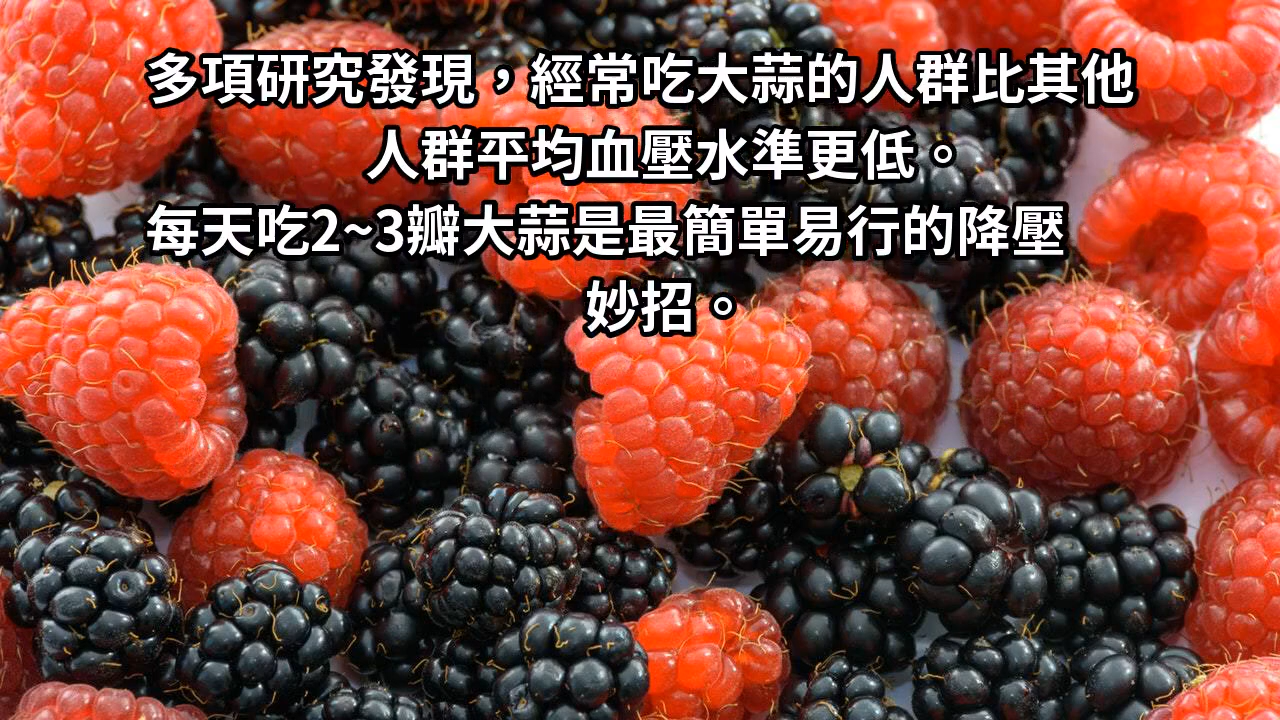 多項研究發現，經常吃大蒜的人群比其他
人群平均血壓水準更低。
每天吃2~3瓣大蒜是最簡單易行的降壓
妙招。